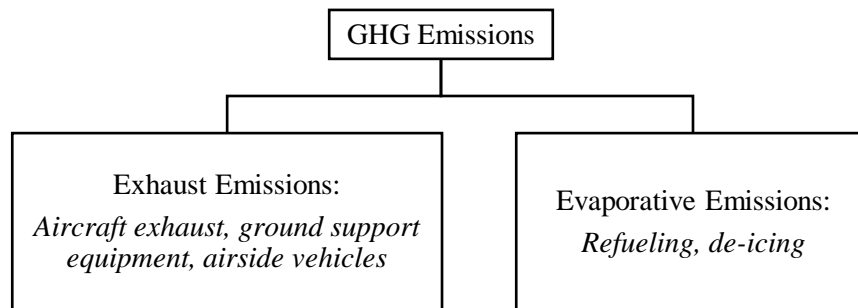 GHG Emissions
Exhaust Emissions:
Aircraft exhaust, ground support
equipment, airside vehicles
Evaporative Emissions:
Refueling, de-icing